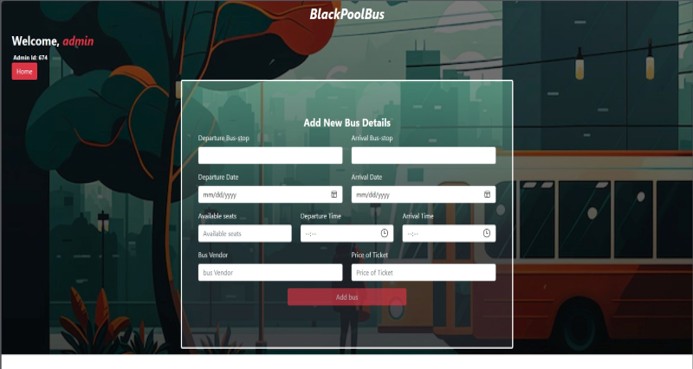 BlackPoolBus
Welcome, admin
Admin Id: 674
Home
Add New Bus Details
Departure Bus-stop Arrival Bus-stop
Departure Date Arrival Date
mm/dd/yyyy mm/dd/yyyy
Available seats Departure Time Arrival Time
Available seats --:-- --:--
Bus Vendor Price of Ticket
bus Vendor Price of Ticket
Add bus